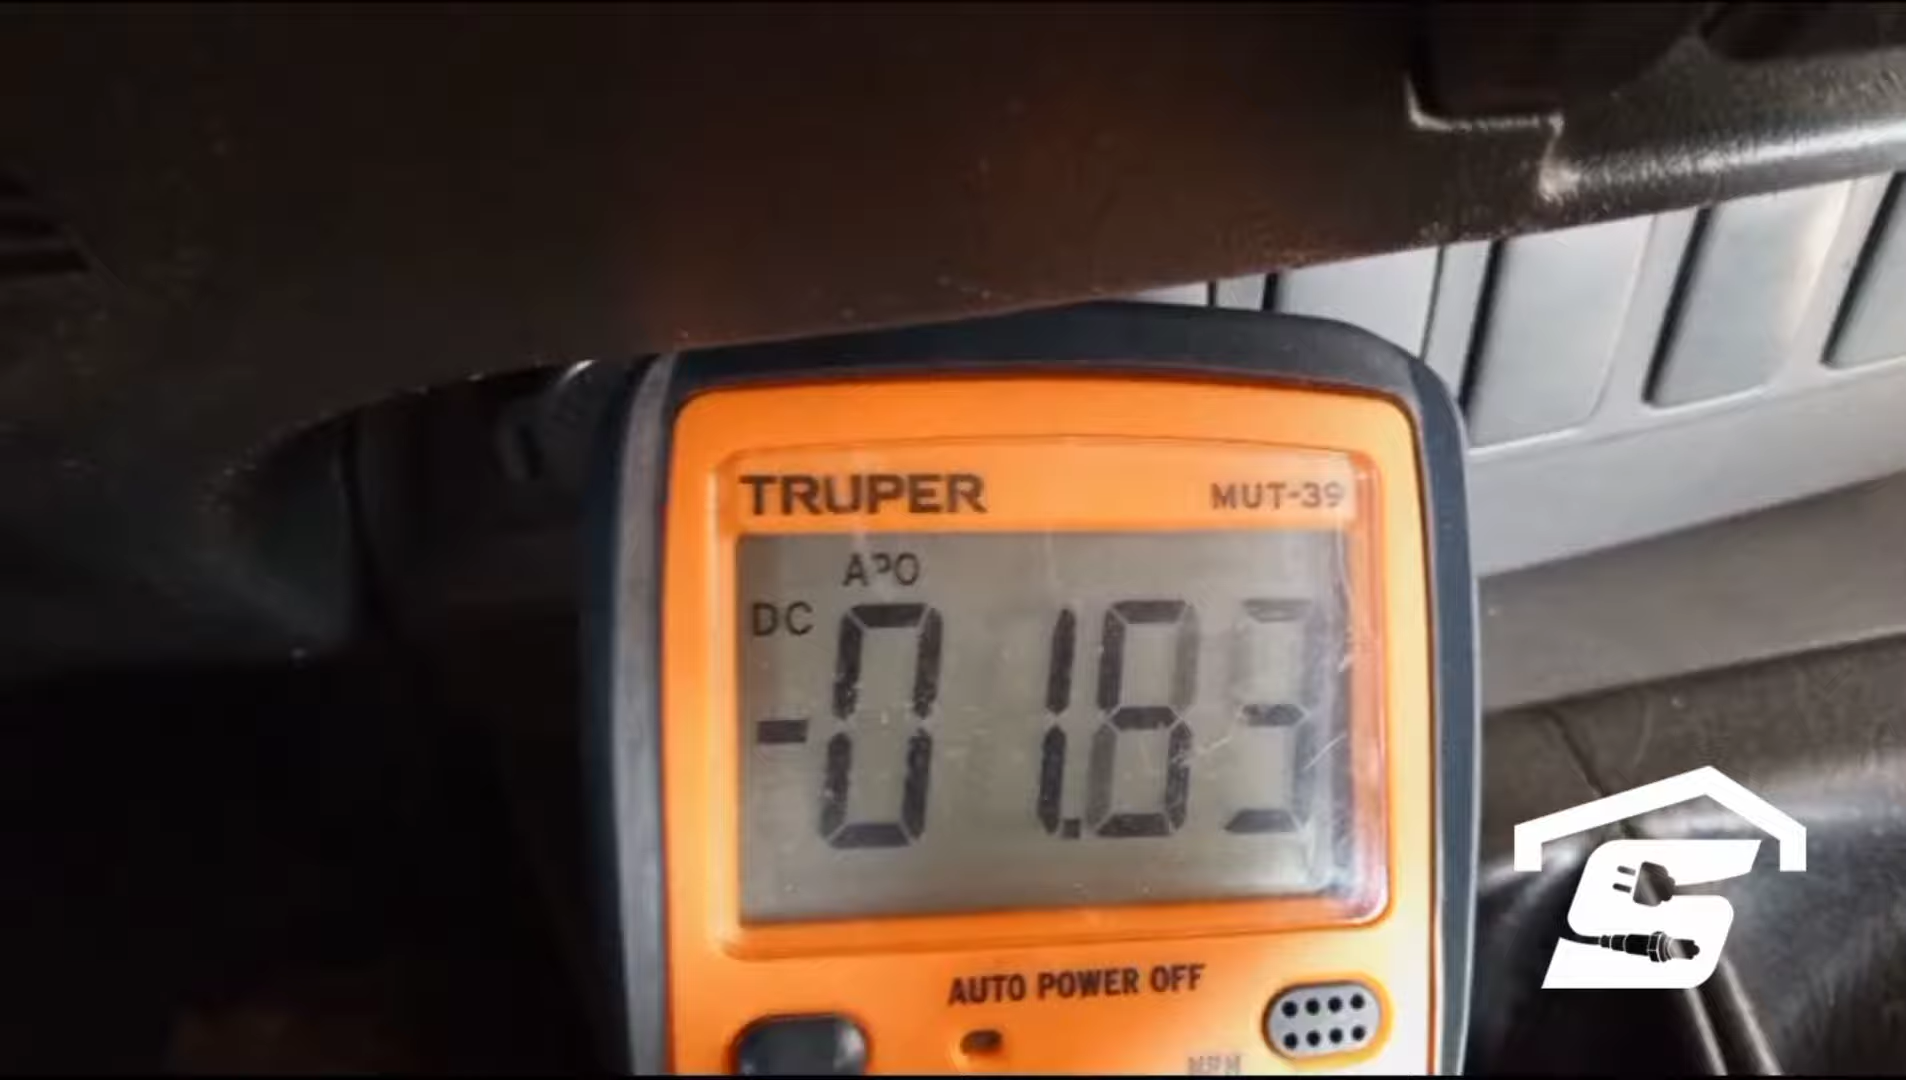 TRUPER MUT-39
APO
DC
-01.83
AUTO POWER OFF